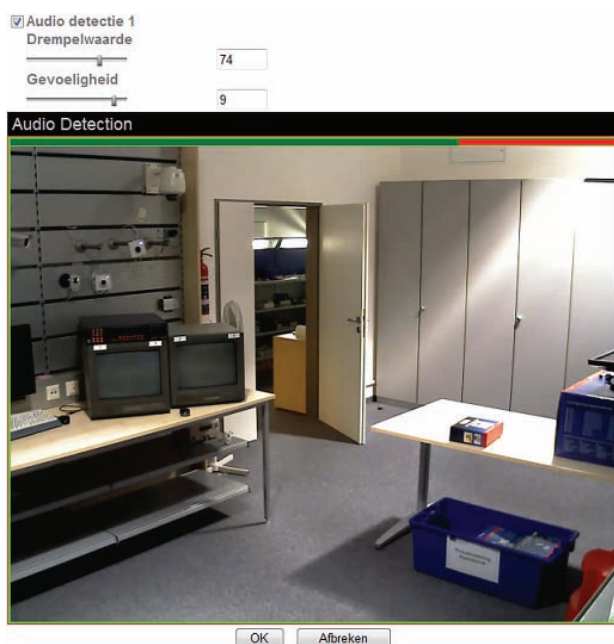 Audio detectie 1
Drempelwaarde
74
Gevoeligheid
9
Audio Detection
OK
Afbreken